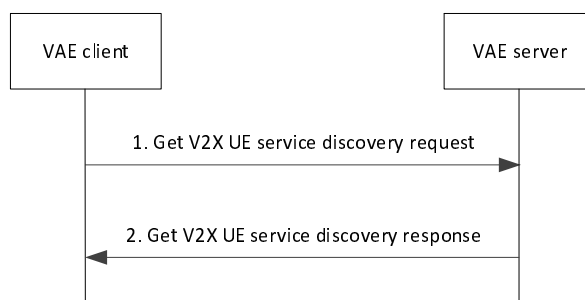 VAE client
VAE server
1. Get V2X UE service discovery request
2. Get V2X UE service discovery response